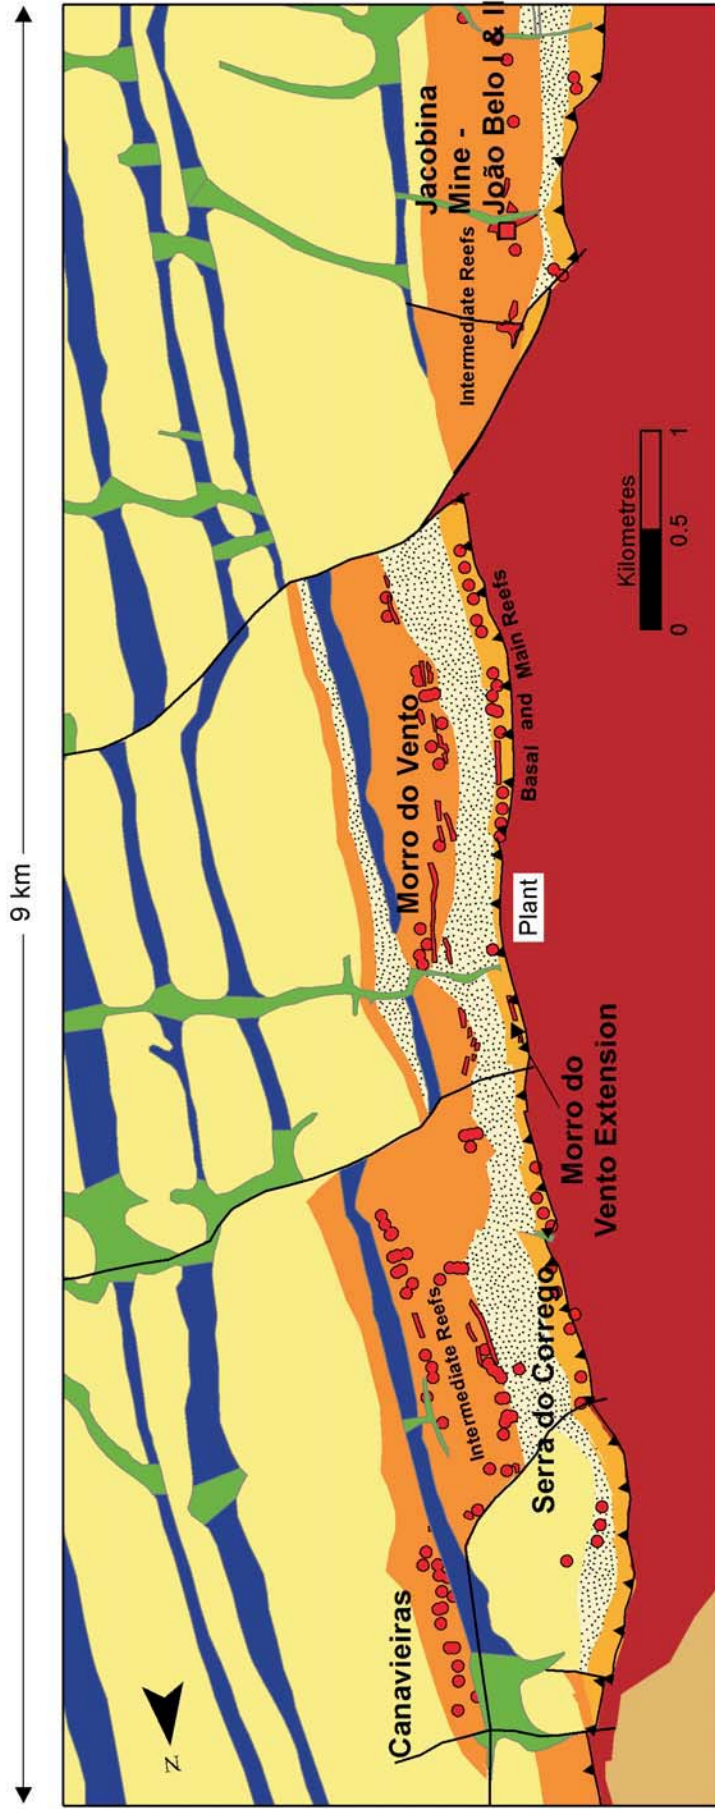 9 km
N
Canavieiras
Intermediate Reefs
Serra do Corrego
Morro do
Vento Extension
Morro do Vento
Plant
Basal and Main Reefs
Kilometres
0 0.5 1
Intermediate Reefs
Jacobina
Mine -
João Belo I & II